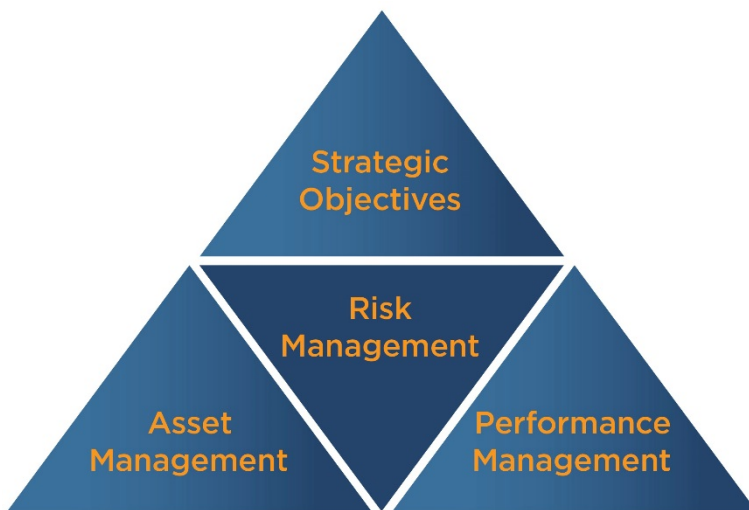 Strategic
Objectives
Risk
Management
Asset
Management
Performance
Management